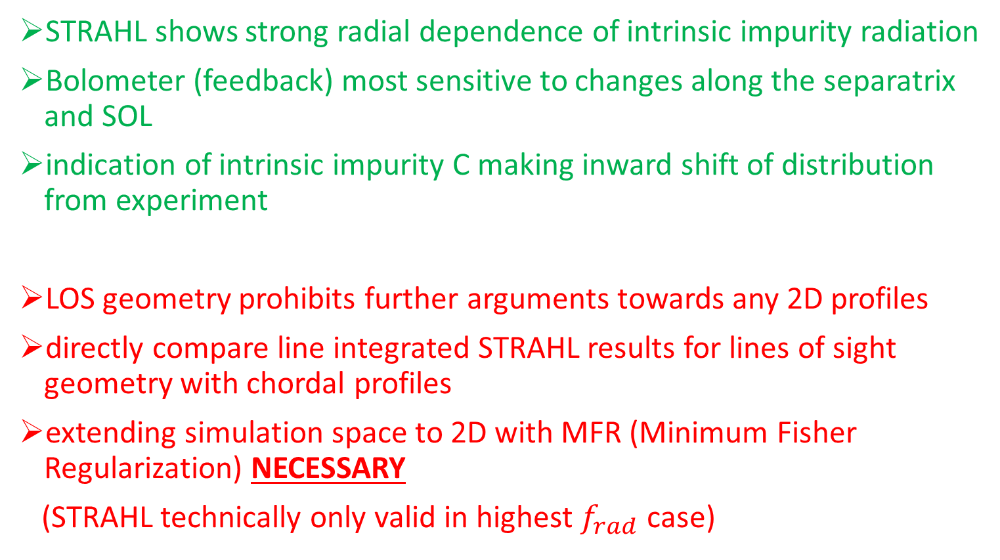 ➢STRAHL shows strong radial dependence of intrinsic impurity radiation
➢Bolometer (feedback) most sensitive to changes along the separatrix
and SOL
➢indication of intrinsic impurity C making inward shift of distribution
from experiment
➢LOS geometry prohibits further arguments towards any 2D profiles
➢directly compare line integrated STRAHL results for lines of sight
geometry with chordal profiles
➢extending simulation space to 2D with MFR (Minimum Fisher
Regularization) NECESSARY
(STRAHL technically only valid in highest $f_{rad}$ case)